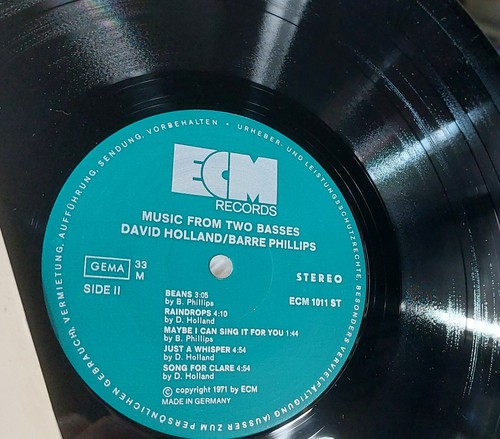 URHEBER- UND LEISTUNGSSCHUTZRECHTE, BESONDERS VERVIELFÄLTIGUNG (AUSSER ZUM PERSÖNLICHEN GEBRAUCH), VERMIETUNG, AUFFÜHRUNG, SENDUNG, VORBEHALTEN •
ECM
RECORDS
MUSIC FROM TWO BASSES
DAVID HOLLAND/BARRE PHILLIPS
GEMA 33
M
STEREO
SIDE II
ECM 1011 ST
BEANS 3:05
by B. Phillips
RAINDROPS 4:10
by D. Holland
MAYBE I CAN SING IT FOR YOU 1:44
by B. Phillips
JUST A WHISPER 4:54
by D. Holland
SONG FOR CLARE 4:54
by D. Holland
© copyright 1971 by ECM
MADE IN GERMANY